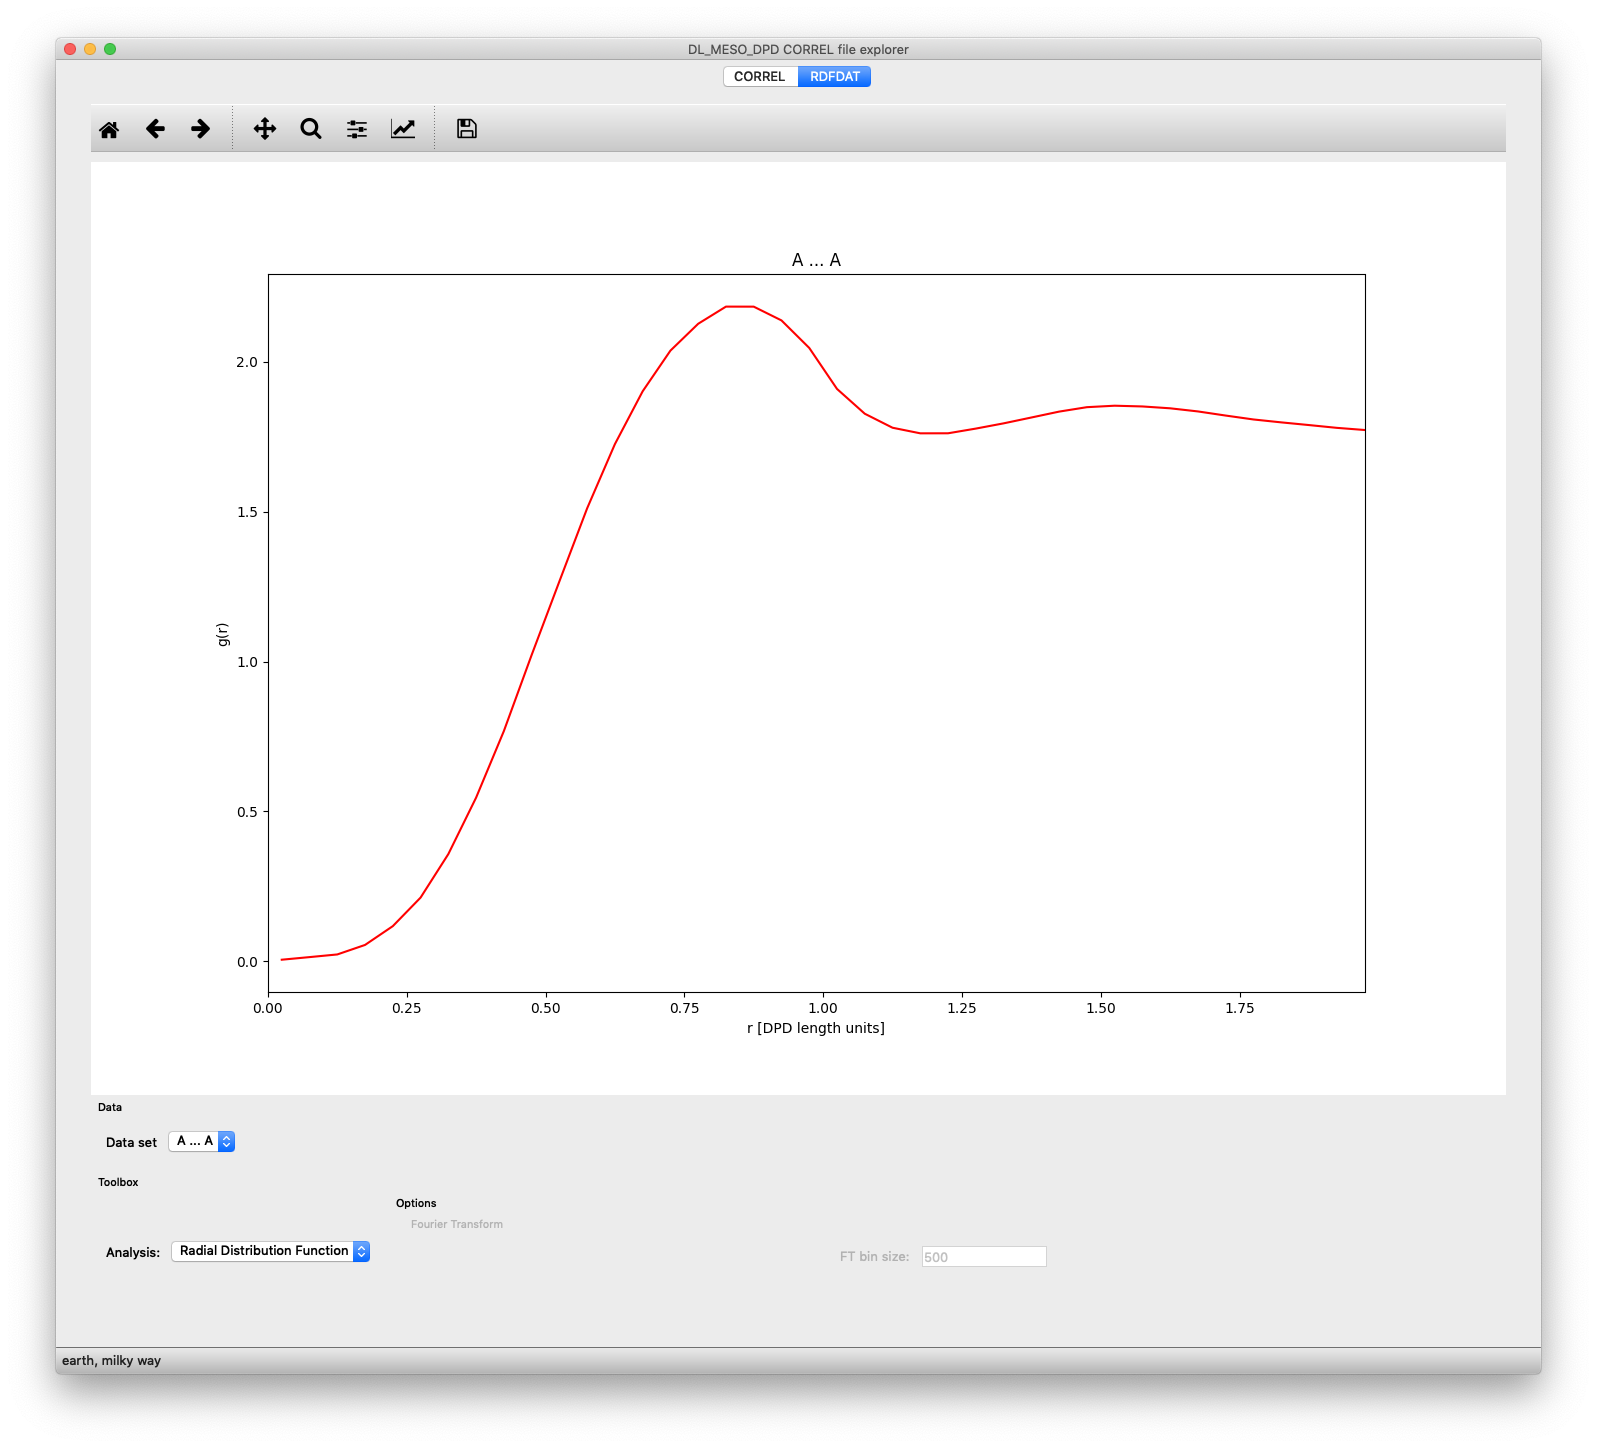 DL_MESO_DPD CORREL file explorer
CORREL RDFDAT
A ... A
2.0
1.5
g(r)
1.0
0.5
0.0
0.00 0.25 0.50 0.75 1.00 1.25 1.50 1.75
r [DPD length units]
Data
Data set A ... A
Toolbox
Options
Fourier Transform
Analysis: Radial Distribution Function FT bin size: 500
earth, milky way